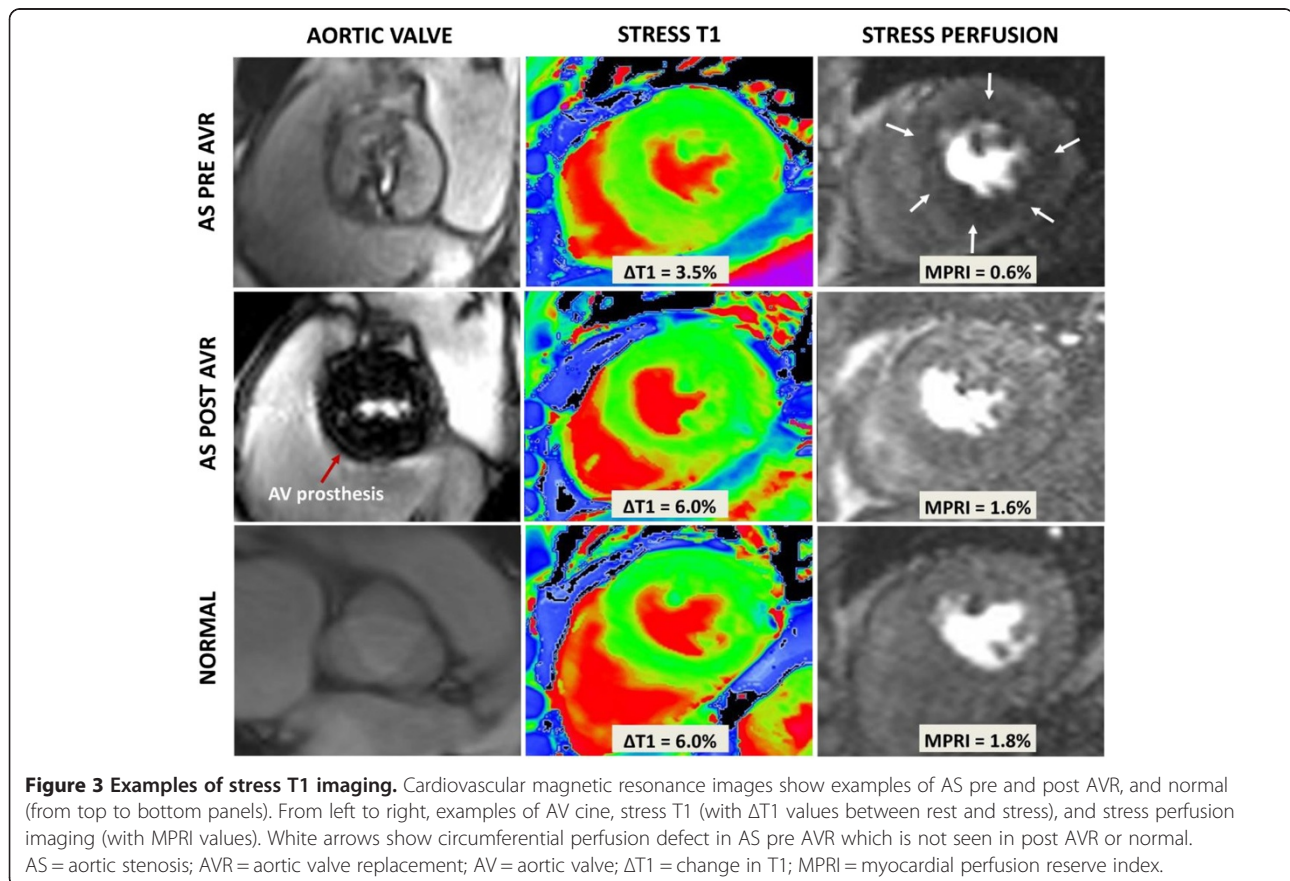 AORTIC VALVE STRESS T1 STRESS PERFUSION
AS PRE AVR
ΔT1 = 3.5%
MPRI = 0.6%
AS POST AVR
AV prosthesis
ΔT1 = 6.0%
MPRI = 1.6%
NORMAL
ΔT1 = 6.0%
MPRI = 1.8%
Figure 3 Examples of stress T1 imaging. Cardiovascular magnetic resonance images show examples of AS pre and post AVR, and normal
(from top to bottom panels). From left to right, examples of AV cine, stress T1 (with ΔT1 values between rest and stress), and stress perfusion
imaging (with MPRI values). White arrows show circumferential perfusion defect in AS pre AVR which is not seen in post AVR or normal.
AS = aortic stenosis; AVR = aortic valve replacement; AV = aortic valve; ΔT1 = change in T1; MPRI = myocardial perfusion reserve index.